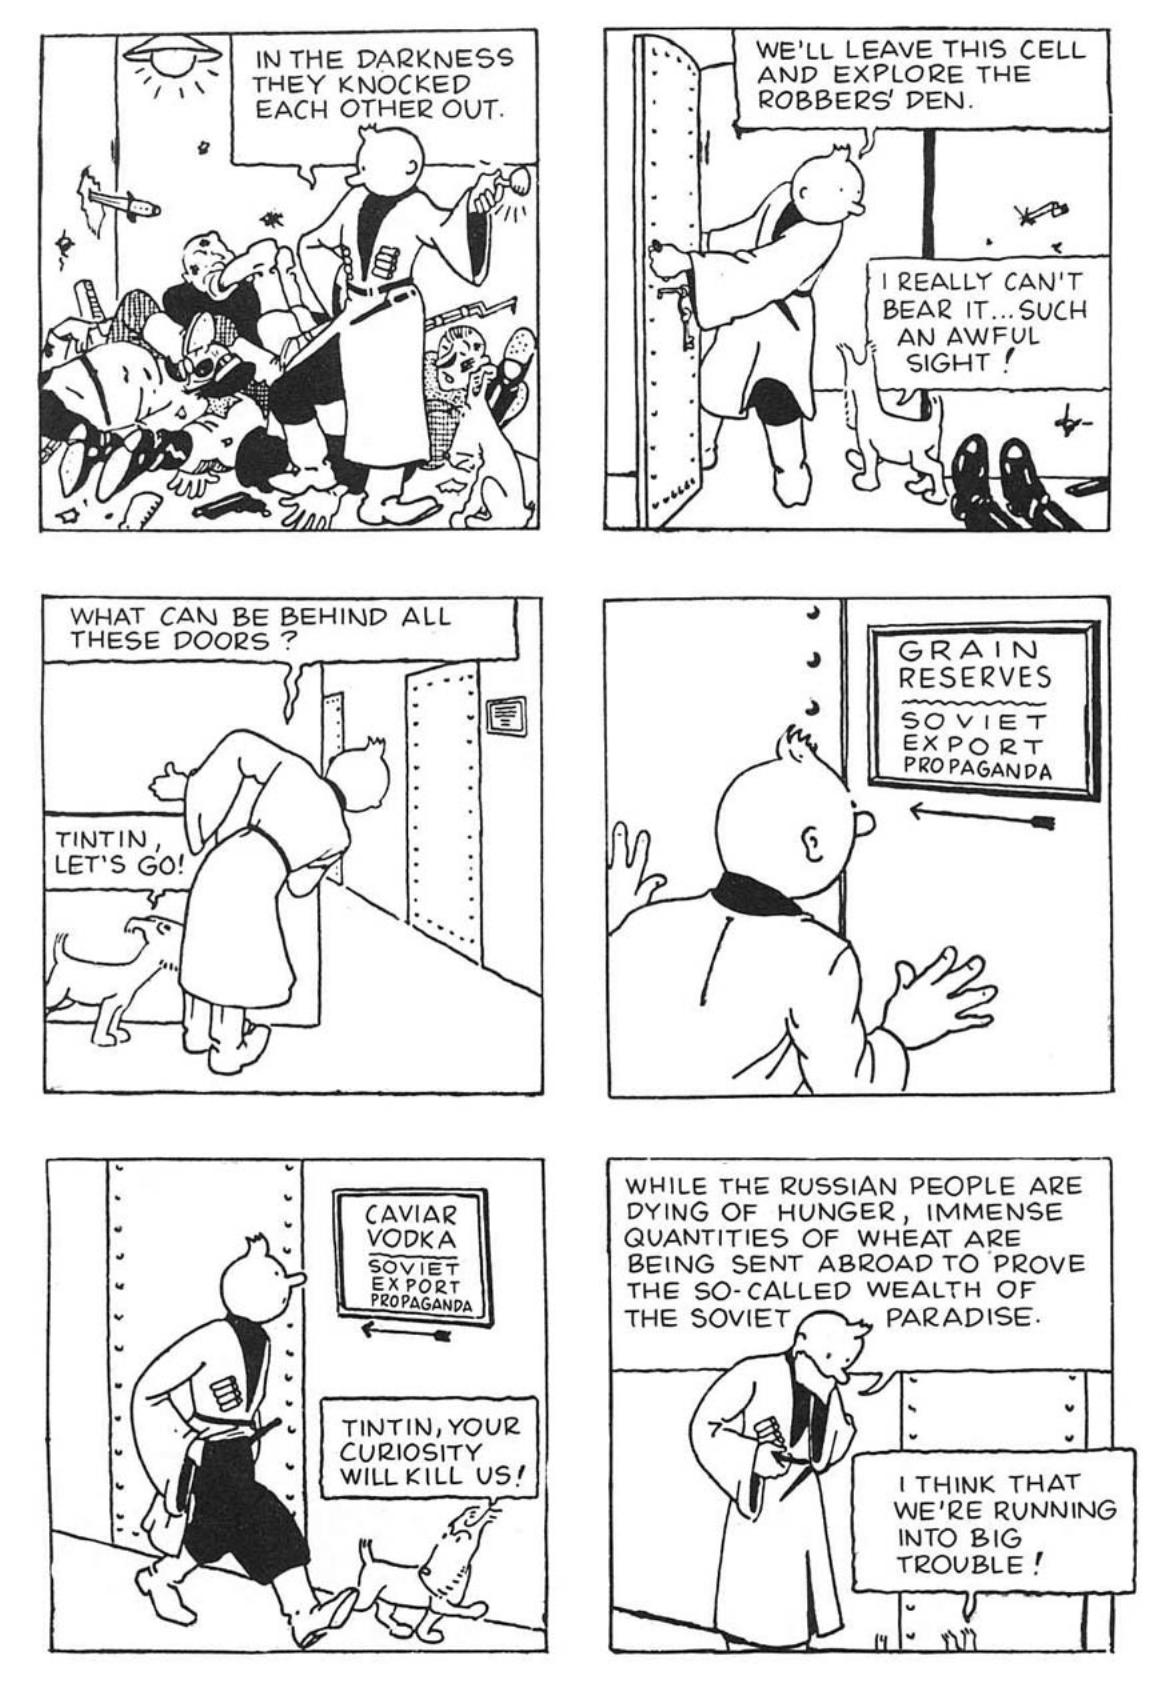 IN THE DARKNESS
THEY KNOCKED
EACH OTHER OUT.
WE'LL LEAVE THIS CELL
AND EXPLORE THE
ROBBERS' DEN.
I REALLY CAN'T
BEAR IT...SUCH
AN AWFUL
SIGHT!
WHAT CAN BE BEHIND ALL
THESE DOORS?
TINTIN,
LET'S GO!
GRAIN
RESERVES
SOVIET
EXPORT
PROPAGANDA
CAVIAR
VODKA
SOVIET
EXPORT
PROPAGANDA
TINTIN, YOUR
CURIOSITY
WILL KILL US!
WHILE THE RUSSIAN PEOPLE ARE
DYING OF HUNGER, IMMENSE
QUANTITIES OF WHEAT ARE
BEING SENT ABROAD TO PROVE
THE SO-CALLED WEALTH OF
THE SOVIET PARADISE.
I THINK THAT
WE'RE RUNNING
INTO BIG
TROUBLE!